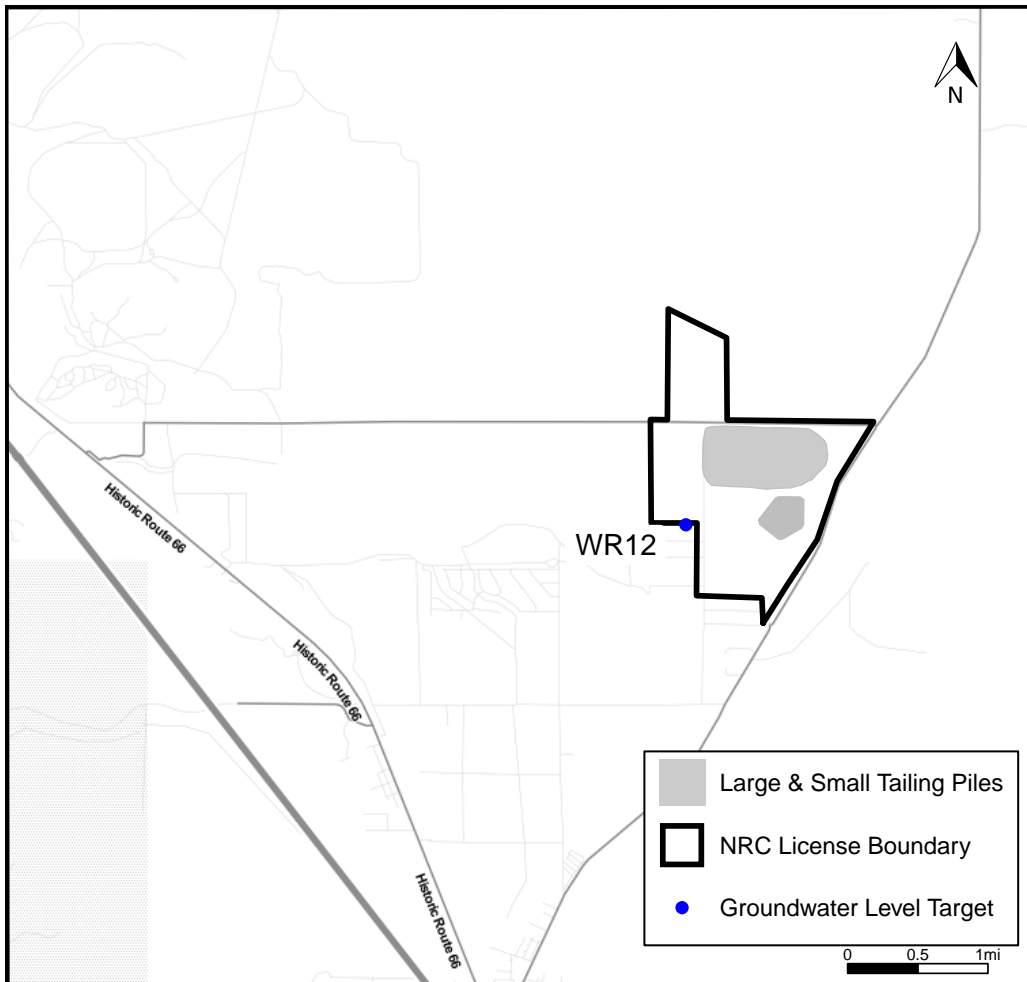 N
Historic Route 66
WR12
Historic Route 66
Historic Route 66
Large & Small Tailing Piles
NRC License Boundary
Groundwater Level Target
0 0.5 1mi